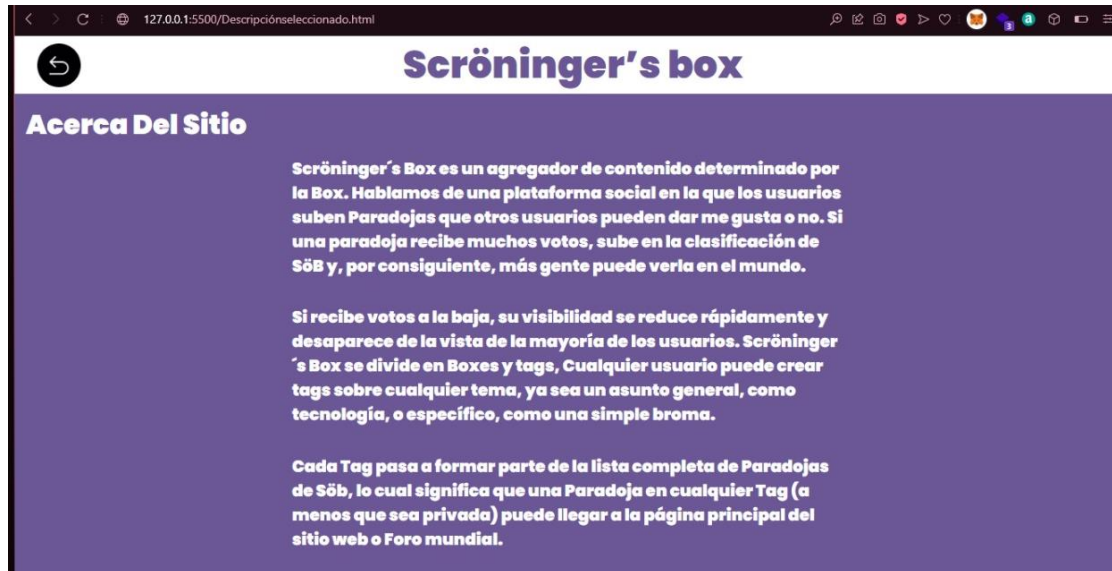 127.0.0.1:5500/Descripciónseleccionado.html
3
Scröninger’s box
Acerca Del Sitio
Scröninger´s Box es un agregador de contenido determinado por
la Box. Hablamos de una plataforma social en la que los usuarios
suben Paradojas que otros usuarios pueden dar me gusta o no. Si
una paradoja recibe muchos votos, sube en la clasificación de
SöB y, por consiguiente, más gente puede verla en el mundo.
Si recibe votos a la baja, su visibilidad se reduce rápidamente y
desaparece de la vista de la mayoría de los usuarios. Scröninger
´s Box se divide en Boxes y tags, Cualquier usuario puede crear
tags sobre cualquier tema, ya sea un asunto general, como
tecnología, o específico, como una simple broma.
Cada Tag pasa a formar parte de la lista completa de Paradojas
de Söb, lo cual significa que una Paradoja en cualquier Tag (a
menos que sea privada) puede llegar a la página principal del
sitio web o Foro mundial.